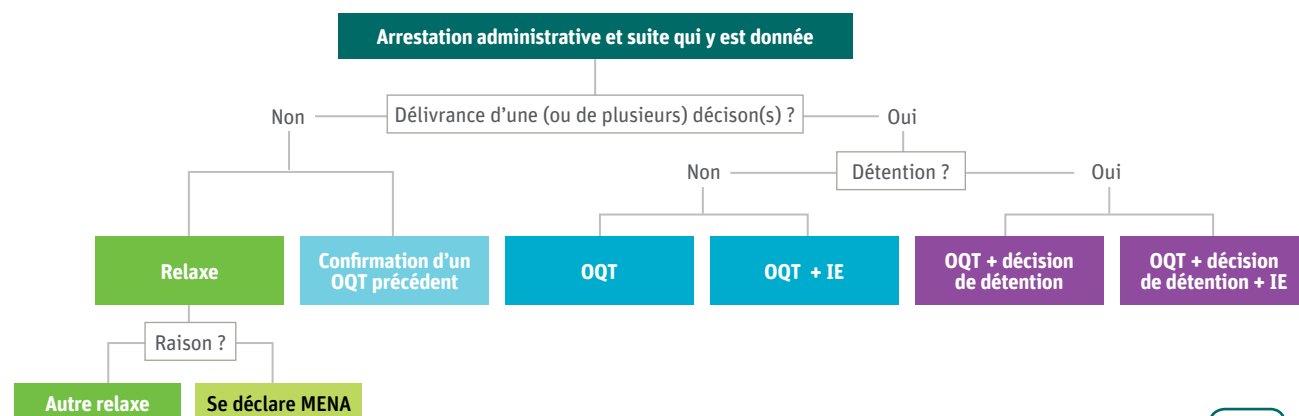 Arrestation administrative et suite qui y est donnée
Non
Délivrance d'une (ou de plusieurs) décison(s) ?
Oui
Non
Détention ?
Oui
Relaxe
Confirmation d'un
OQT précédent
OQT
OQT + IE
OQT + décision
de détention
OQT + décision
de détention + IE
Raison ?
Autre relaxe
Se déclare MENA